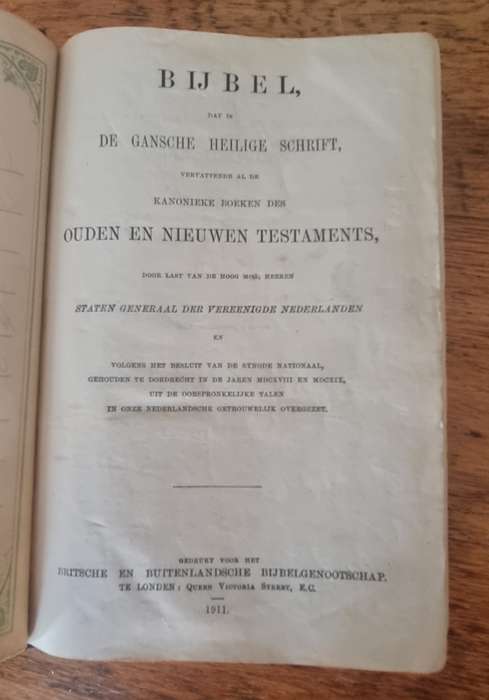 BIJBEL,
DAT IS
DE GANSCHE HEILIGE SCHRIFT,
VERVATTENDE AL DE
KANONIEKE BOEKEN DES
OUDEN EN NIEUWEN TESTAMENTS,
DOOR LAST VAN DE HOOG MOG. HEEREN
STATEN GENERAAL DER VEREENIGDE NEDERLANDEN
EN
VOLGENS HET BESLUIT VAN DE SYNODE NATIONAAL,
GEHOUDEN TE DORDRECHT IN DE JAREN MDCXVIII EN MDCXIX,
UIT DE OORSPRONKELIJKE TALEN
IN ONZE NEDERLANDSCHE GETROUWELIJK OVERGEZET.
GEDRUKT VOOR HET
BRITSCHE EN BUITENLANDSCHE BIJBELGENOOTSCHAP.
TE LONDEN: QUEEN VICTORIA STREET, E.C.
1911.